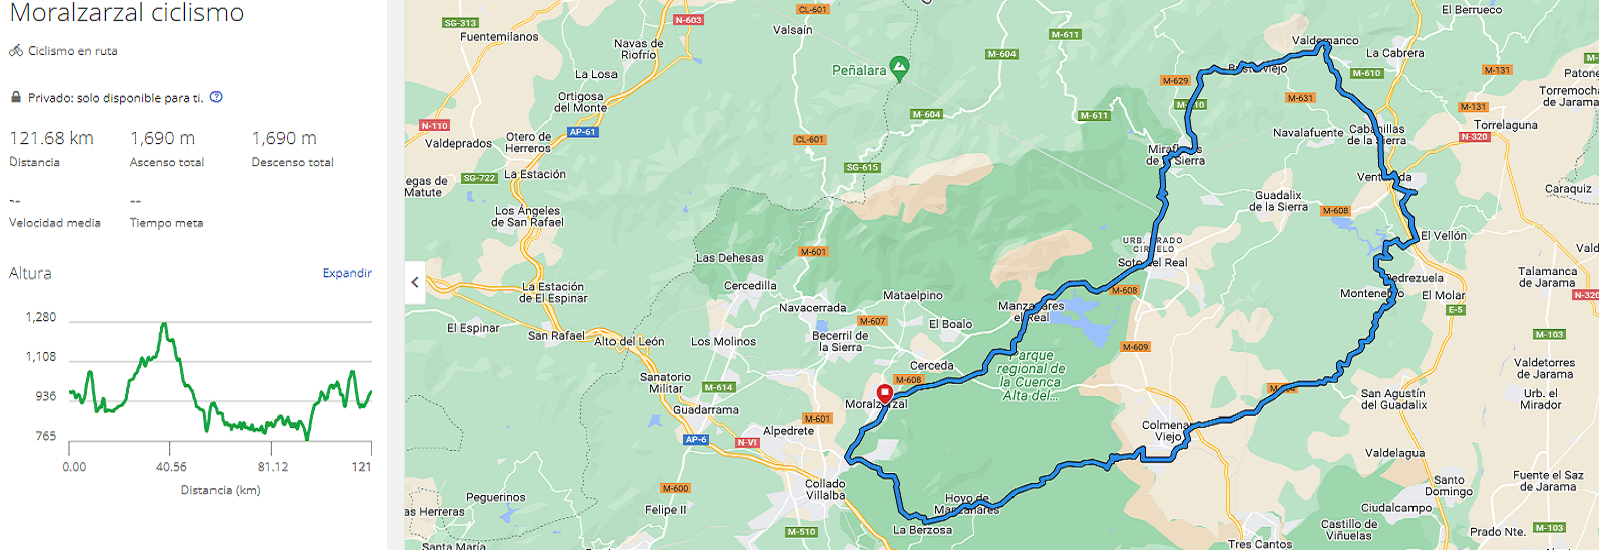 Moralzarzal ciclismo
Ciclismo en ruta
Privado: solo disponible para ti.
121.68 km
1,690 m
1,690 m
Distancia
Ascenso total
Descenso total
--
--
Velocidad media
Tiempo meta
Altura
Expandir
1,280
1,108
936
765
0.00
40.56
81.12
121
Distancia (km)
SG-313
Fuentemilanos
N-603
CL-601
Valsaín
Navas de
Riofrío
La Losa
Peñalara
M-604
M-611
Ortigosa
del Monte
N-110
AP-61
Valdeprados
Otero de
Herreros
CL-601
M-604
M-611
egas de
Matute
SG-722
La Estación
SG-615
Los Ángeles
de San Rafael
Las Dehesas
M-601
La Estación
de El Espinar
Cercedilla
Navacerrada
Mataelpino
El Espinar
San Rafael
Alto del León
Los Molinos
Becerril de
la Sierra
M-607
El Boalo
Cerceda
Sanatorio
Militar
M-614
M-608
Guadarrama
M-601
Moralzarzal
AP-6
N-VI
Alpedrete
Collado
Villalba
Peguerinos
M-600
as Herreras
Felipe II
M-510
Santa María
La Berzosa
Hoyo de
Manzanares
Parque
regional de
la Cuenca
Alta del...
Manzanares
el Real
M-608
M-609
Colmenar
Viejo
Tres Cantos
URB. PRADO
Soto del Real
Miraflores
de la Sierra
M-629
M-631
Valdemanco
El Berrueco
La Cabrera
M-610
M-131
Patone
M-131
Torremocha
de Jarama
Torrelaguna
N-320
Navalafuente
Cabanillas
de la Sierra
Venturada
Caraquiz
Guadalix
de la Sierra
M-608
El Vellón
Pedrezuela
Vald
Talamanca
de Jarama
N-320
Montenebro
El Molar
E-5
M-103
Valdetorres
de Jarama
San Agustín
del Guadalix
Urb. el
Mirador
Valdelagua
Santo
Domingo
Fuente el Saz
de Jarama
Ciudalcampo
Castillo de
Viñuelas
Prado Nte.
M-103